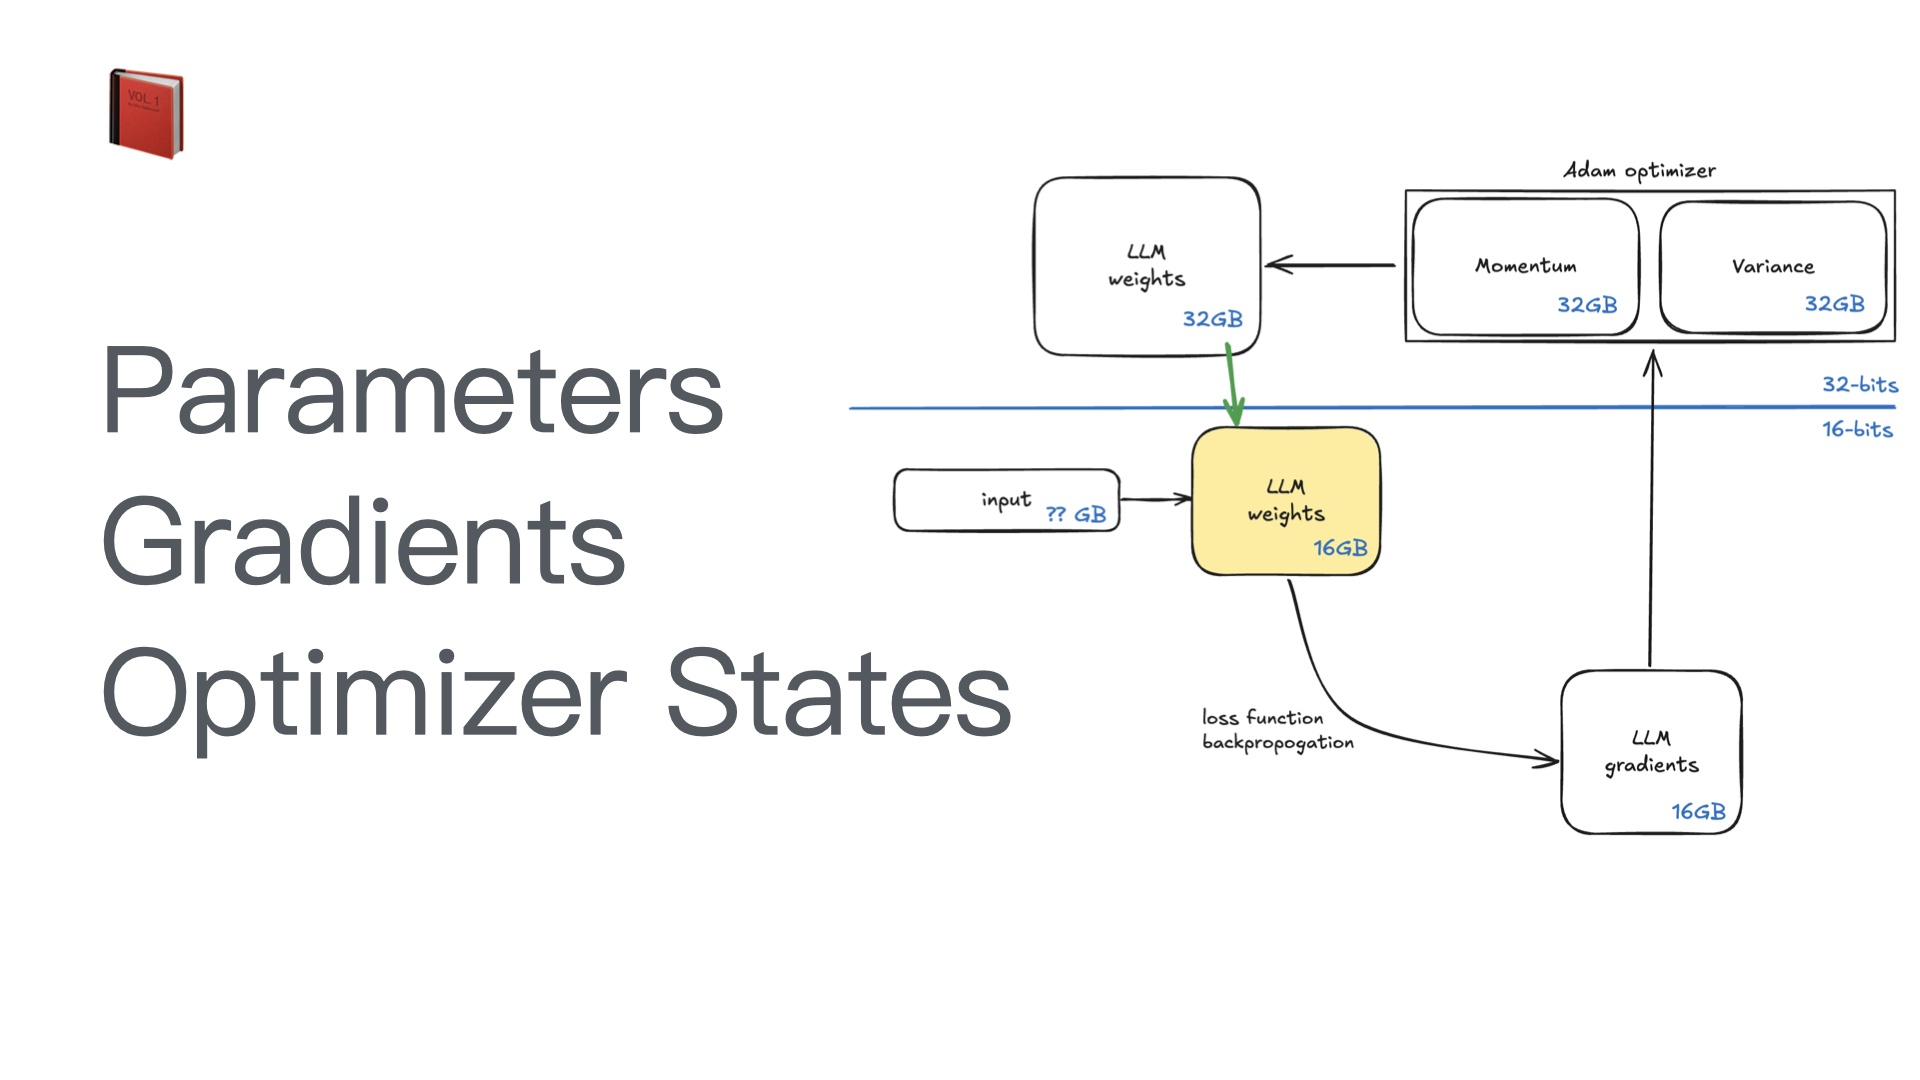 VOL. 1
Parameters
Gradients
Optimizer States
Adam optimizer
LLM
weights
32GB
Momentum
32GB
Variance
32GB
32-bits
16-bits
input
?? GB
LLM
weights
16GB
loss function
backpropogation
LLM
gradients
16GB